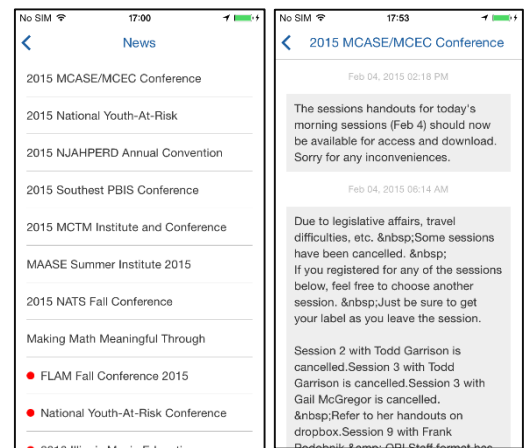 No SIM 17:00
News
2015 MCASE/MCEC Conference
2015 National Youth-At-Risk
2015 NJAHPERD Annual Convention
2015 Southest PBIS Conference
2015 MCTM Institute and Conference
MAASE Summer Institute 2015
2015 NATS Fall Conference
Making Math Meaningful Through
FLAM Fall Conference 2015
National Youth-At-Risk Conference
No SIM 17:53
2015 MCASE/MCEC Conference
Feb 04, 2015 02:18 PM
The sessions handouts for today's
morning sessions (Feb 4) should now
be available for access and download.
Sorry for any inconveniences.
Feb 04, 2015 06:14 AM
Due to legislative affairs, travel
difficulties, etc. &nbsp;Some sessions
have been cancelled. &nbsp;
If you registered for any of the sessions
below, feel free to choose another
session. &nbsp;Just be sure to get
your label as you leave the session.
Session 2 with Todd Garrison is
cancelled.Session 3 with Todd
Garrison is cancelled.Session 3 with
Gail McGregor is cancelled.
&nbsp;Refer to her handouts on
dropbox.Session 9 with Frank